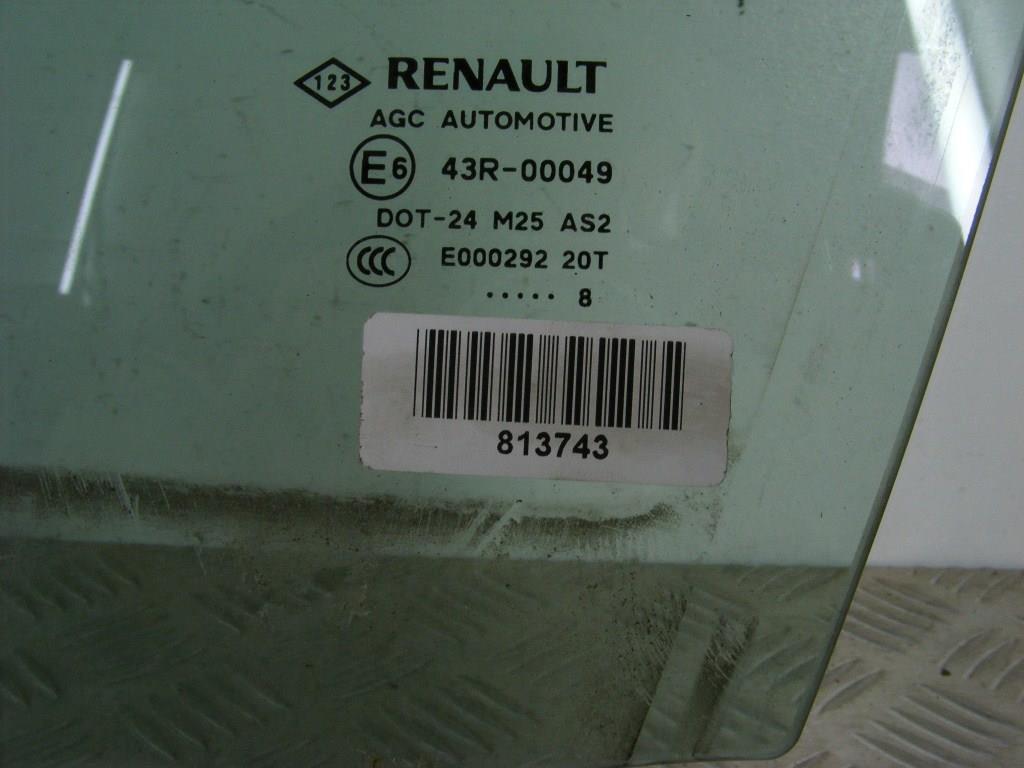 123 RENAULT
AGC AUTOMOTIVE
E6 43R-00049
DOT-24 M25 AS2
CCC E000292 20T
..... 8
813743